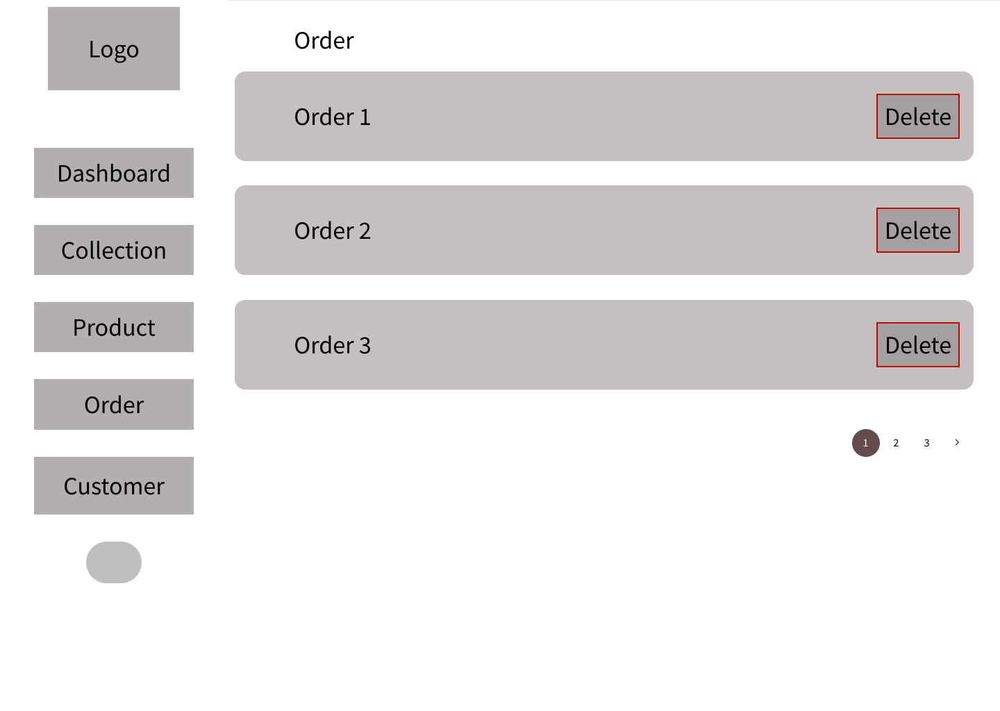 Logo
Dashboard
Collection
Product
Order
Customer
Order
Order 1
Delete
Order 2
Delete
Order 3
Delete
1 2 3 >